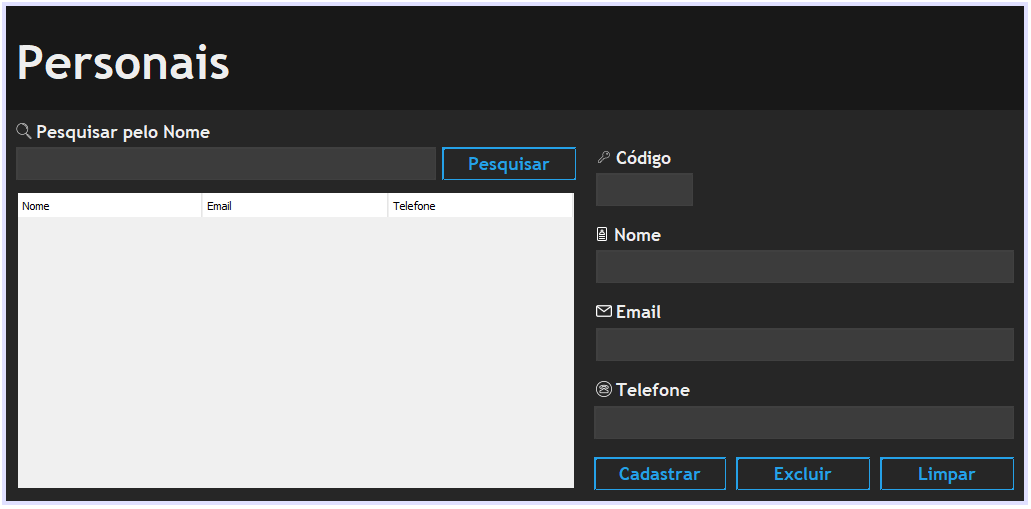 Personais
Pesquisar pelo Nome
Pesquisar
Nome Email Telefone
Código
Nome
Email
Telefone
Cadastrar Excluir Limpar